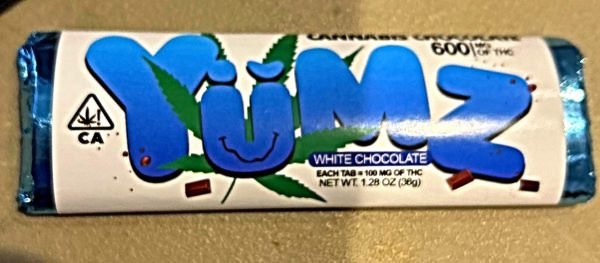 CANNABIS CHOCOLATE
600 MG OF THC
YÜMZ
CA
WHITE CHOCOLATE
EACH TAB = 100 MG OF THC
NET WT. 1.28 OZ (36g)